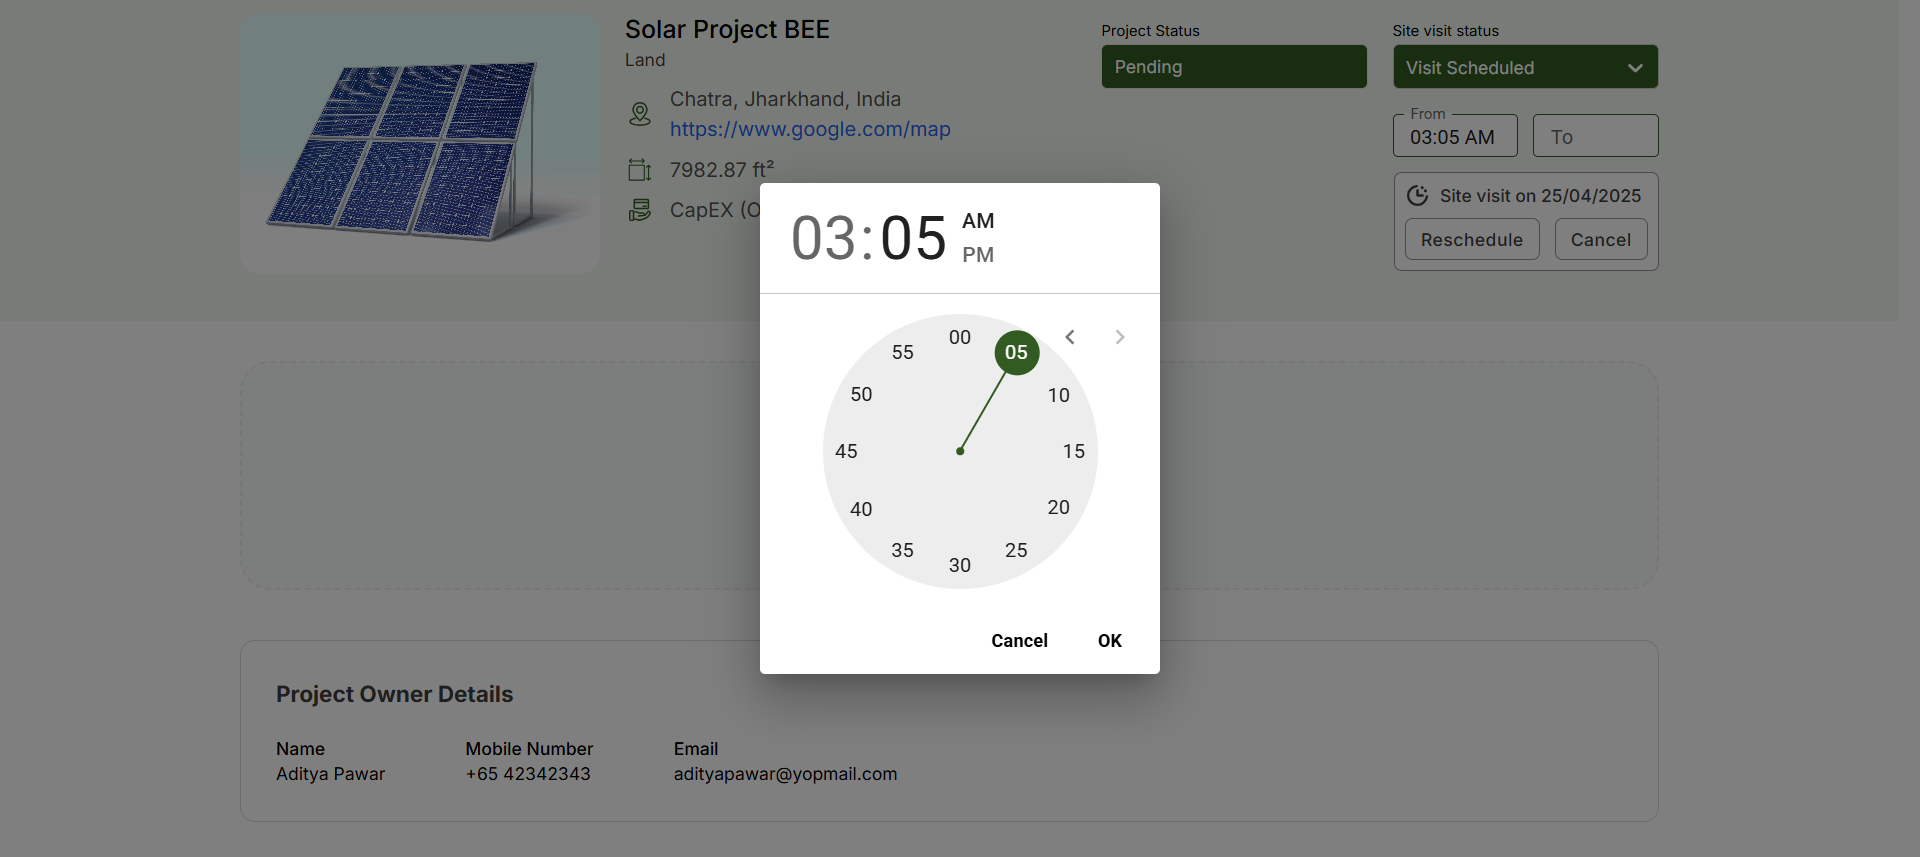 Solar Project BEE
Land
Chatra, Jharkhand, India
https://www.google.com/map
7982.87 ft²
CapEX (O
Project Status
Pending
Site visit status
Visit Scheduled
From
03:05 AM
To
Site visit on 25/04/2025
Reschedule
Cancel
03:05
AM
PM
00
05
10
15
20
25
30
35
40
45
50
55
Cancel
OK
Project Owner Details
Name
Aditya Pawar
Mobile Number
+65 42342343
Email
adityapawar@yopmail.com